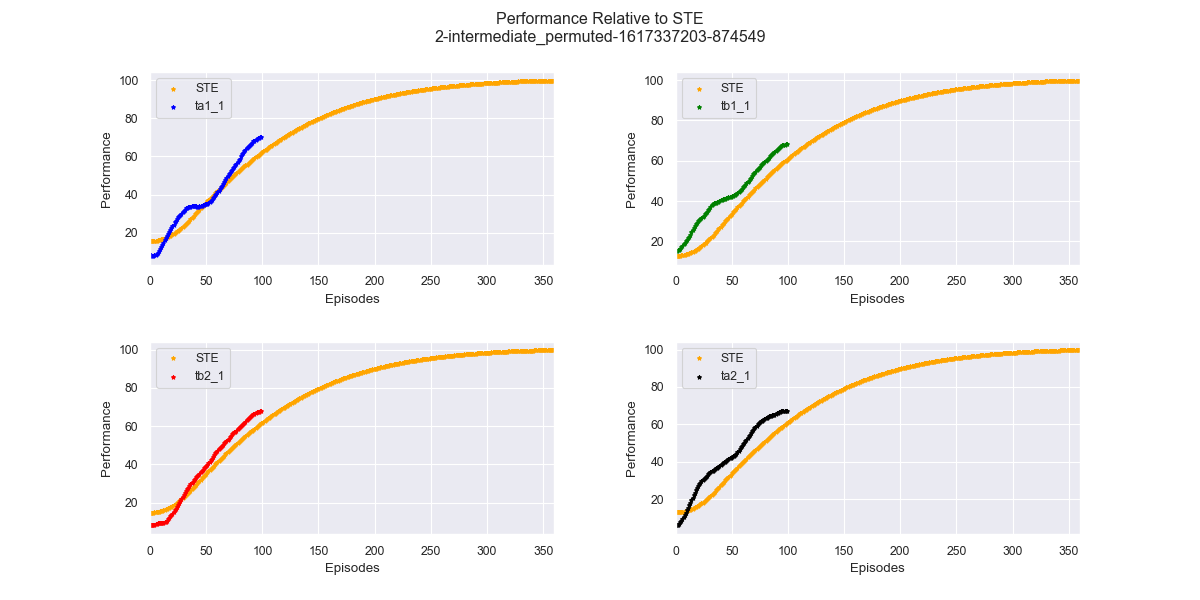 Performance Relative to STE
2-intermediate_permuted-1617337203-874549
100
80
60
40
20
Performance
STE
ta1_1
0 50 100 150 200 250 300 350
Episodes
100
80
60
40
20
Performance
STE
tb1_1
0 50 100 150 200 250 300 350
Episodes
100
80
60
40
20
Performance
STE
tb2_1
0 50 100 150 200 250 300 350
Episodes
100
80
60
40
20
Performance
STE
ta2_1
0 50 100 150 200 250 300 350
Episodes